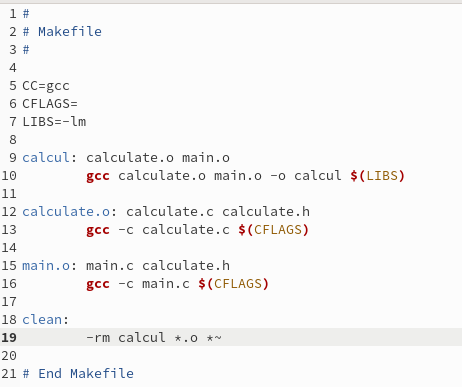 1 #
2 # Makefile
3 #
4
5 CC=gcc
6 CFLAGS=
7 LIBS=-lm
8
9 calcul: calculate.o main.o
10 gcc calculate.o main.o -o calcul $(LIBS)
11
12 calculate.o: calculate.c calculate.h
13 gcc -c calculate.c $(CFLAGS)
14
15 main.o: main.c calculate.h
16 gcc -c main.c $(CFLAGS)
17
18 clean:
19 -rm calcul *.o *~
20
21 # End Makefile